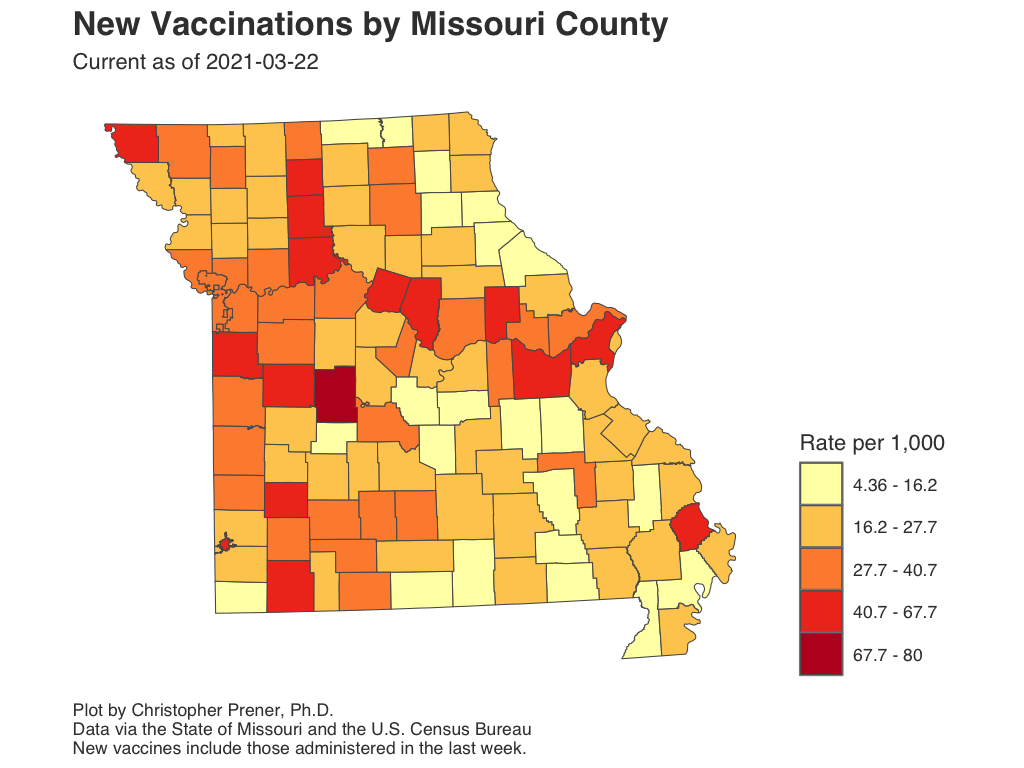 New Vaccinations by Missouri County
Current as of 2021-03-22
Rate per 1,000
4.36 - 16.2
16.2 - 27.7
27.7 - 40.7
40.7 - 67.7
67.7 - 80
Plot by Christopher Prener, Ph.D.
Data via the State of Missouri and the U.S. Census Bureau
New vaccines include those administered in the last week.